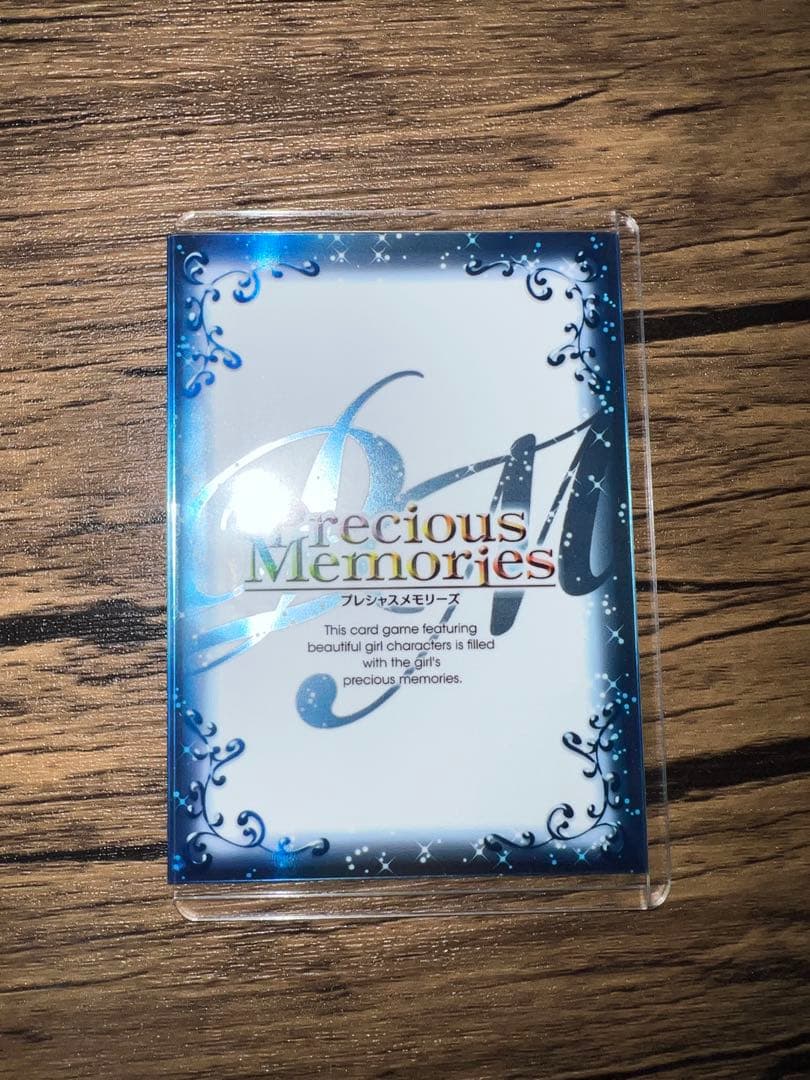 PM
Precious
Memories
プレシャスメモリーズ
This card game featuring
beautiful girl characters is filled
with the girl's
precious memories.